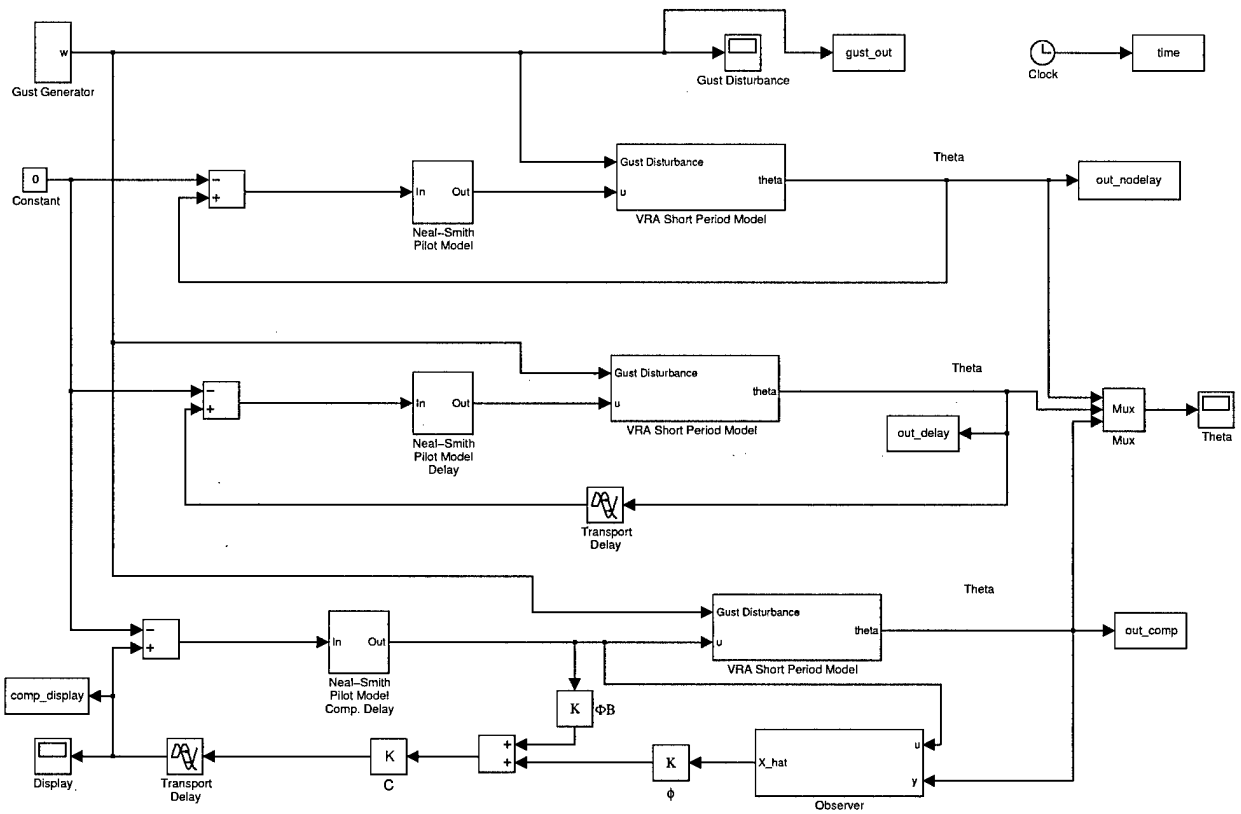 w
Gust Generator
Gust Disturbance
gust_out
Clock
time
0
Constant
−
+
In
Out
Neal−Smith
Pilot Model
Gust Disturbance
u
theta
VRA Short Period Model
Theta
out_nodelay
−
+
In
Out
Neal−Smith
Pilot Model
Delay
Gust Disturbance
u
theta
VRA Short Period Model
Theta
out_delay
Mux
Mux
Theta
Transport
Delay
−
+
In
Out
Neal−Smith
Pilot Model
Comp. Delay
Gust Disturbance
u
theta
VRA Short Period Model
Theta
out_comp
comp_display
Display
Transport
Delay
K
C
+
+
K
ΦB
K
ϕ
X_hat
u
y
Observer